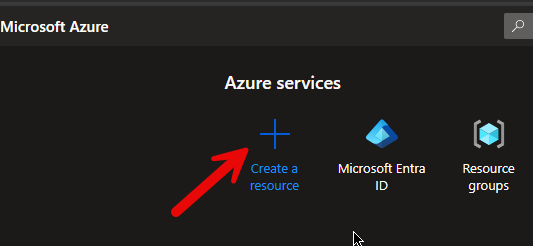 Microsoft Azure
Azure services
Create a
resource
Microsoft Entra
ID
Resource
groups